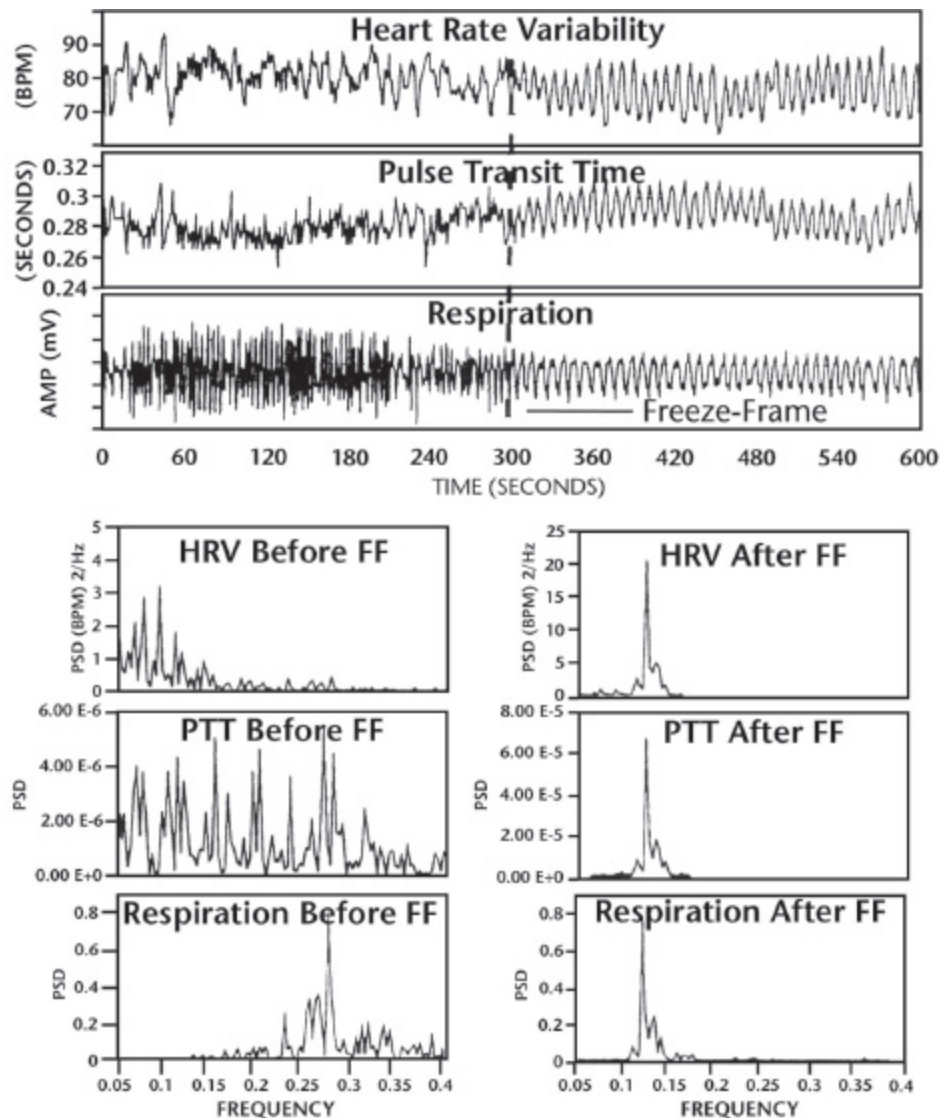 Heart Rate Variability
(BPM)
90
80
70
Pulse Transit Time
(SECONDS)
0.32
0.3
0.28
0.26
0.24
Respiration
AMP (mV)
Freeze-Frame
0 60 120 180 240 300 360 420 480 540 600
TIME (SECONDS)
HRV Before FF
PSD (BPM) 2/Hz
5
4
3
2
1
0
HRV After FF
PSD (BPM) 2/Hz
25
20
15
10
5
0
PTT Before FF
PSD
6.00 E-6
4.00 E-6
2.00 E-6
0.00 E+0
PTT After FF
PSD
8.00 E-5
6.00 E-5
4.00 E-5
2.00 E-5
0.00 E+0
Respiration Before FF
PSD
0.8
0.6
0.4
0.2
0
0.05 0.1 0.15 0.2 0.25 0.3 0.35 0.4
FREQUENCY
Respiration After FF
PSD
0.8
0.6
0.4
0.2
0
0.05 0.1 0.15 0.2 0.25 0.3 0.35 0.4
FREQUENCY